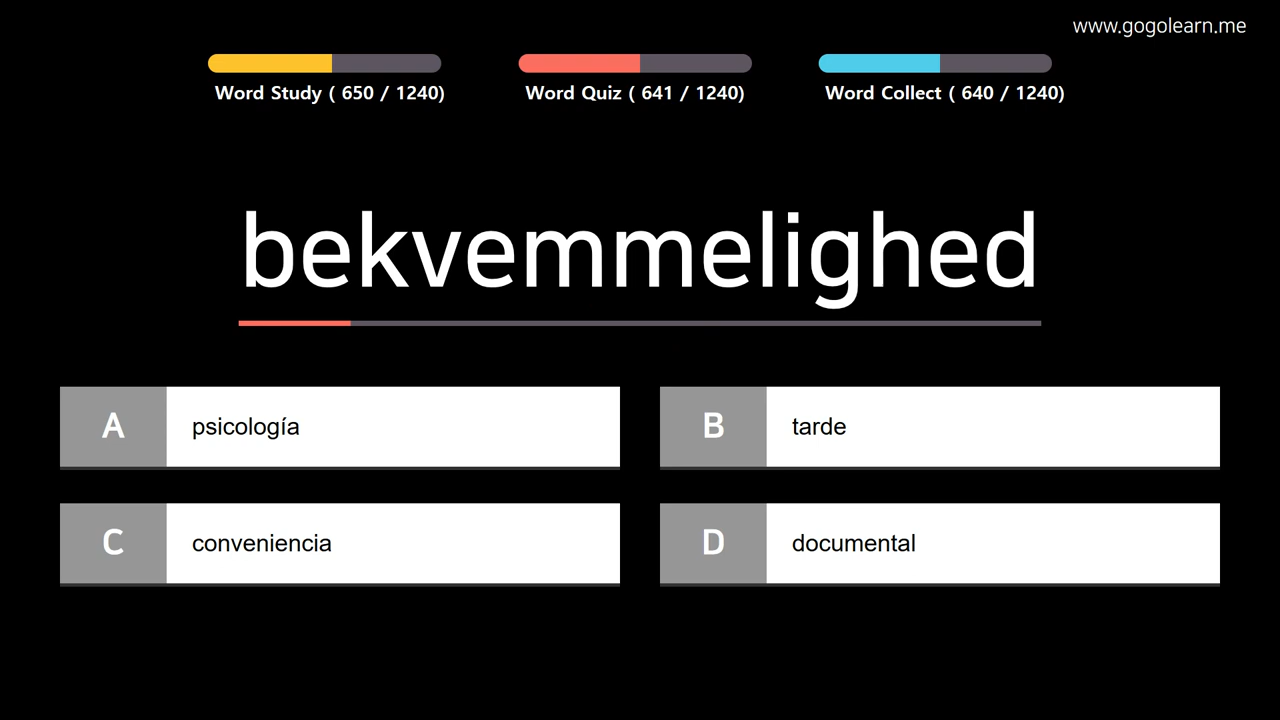 www.gogolearn.me
Word Study ( 650 / 1240)
Word Quiz ( 641 / 1240)
Word Collect ( 640 / 1240)
bekvemmelighed
A psicología
B tarde
C conveniencia
D documental